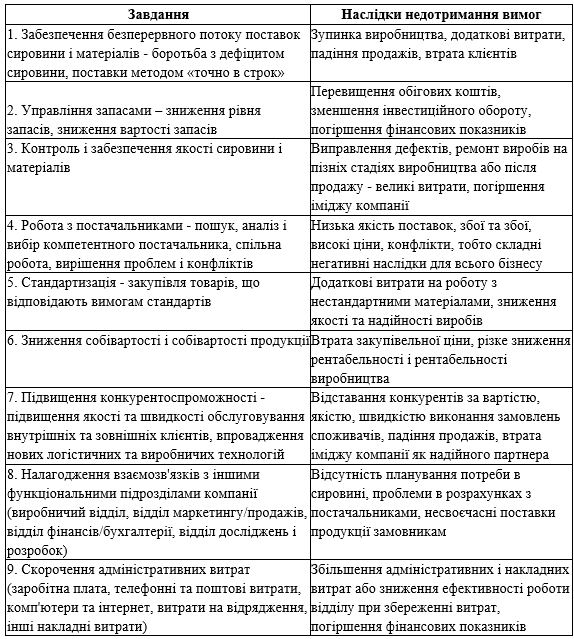 Завдання
Наслідки недотримання вимог
1. Забезпечення безперервного потоку поставок
сировини і матеріалів - боротьба з дефіцитом
сировини, поставки методом «точно в строк»
Зупинка виробництва, додаткові витрати,
падіння продажів, втрата клієнтів
2. Управління запасами – зниження рівня
запасів, зниження вартості запасів
Перевищення обігових коштів,
зменшення інвестиційного обороту,
погіршення фінансових показників
3. Контроль і забезпечення якості сировини і
матеріалів
Виправлення дефектів, ремонт виробів на
пізніх стадіях виробництва або після
продажу - великі витрати, погіршення
іміджу компанії
4. Робота з постачальниками - пошук, аналіз і
вибір компетентного постачальника, спільна
робота, вирішення проблем і конфліктів
Низька якість поставок, збої та збої,
високі ціни, конфлікти, тобто складні
негативні наслідки для всього бізнесу
5. Стандартизація - закупівля товарів, що
відповідають вимогам стандартів
Додаткові витрати на роботу з
нестандартними матеріалами, зниження
якості та надійності виробів
6. Зниження собівартості і собівартості продукції
Втрата закупівельної ціни, різке зниження
рентабельності і рентабельності
виробництва
7. Підвищення конкурентоспроможності -
підвищення якості та швидкості обслуговування
внутрішніх та зовнішніх клієнтів, впровадження
нових логістичних та виробничих технологій
Відставання конкурентів за вартістю,
якістю, швидкістю виконання замовлень
споживачів, падіння продажів, втрата
іміджу компанії як надійного партнера
8. Налагодження взаємозв'язків з іншими
функціональними підрозділами компанії
(виробничий відділ, відділ маркетингу/продажів,
відділ фінансів/бухгалтерії, відділ досліджень і
розробок)
Відсутність планування потреби в
сировині, проблеми в розрахунках з
постачальниками, несвоєчасні поставки
продукції замовникам
9. Скорочення адміністративних витрат
(заробітна плата, телефонні та поштові витрати,
комп'ютери та інтернет, витрати на відрядження,
інші накладні витрати)
Збільшення адміністративних і накладних
витрат або зниження ефективності роботи
відділу при збереженні витрат,
погіршення фінансових показників